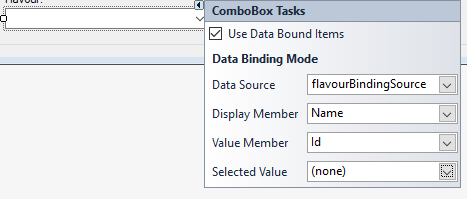 Flavour:
ComboBox Tasks
Use Data Bound Items
Data Binding Mode
Data Source flavourBindingSource
Display Member Name
Value Member Id
Selected Value (none)